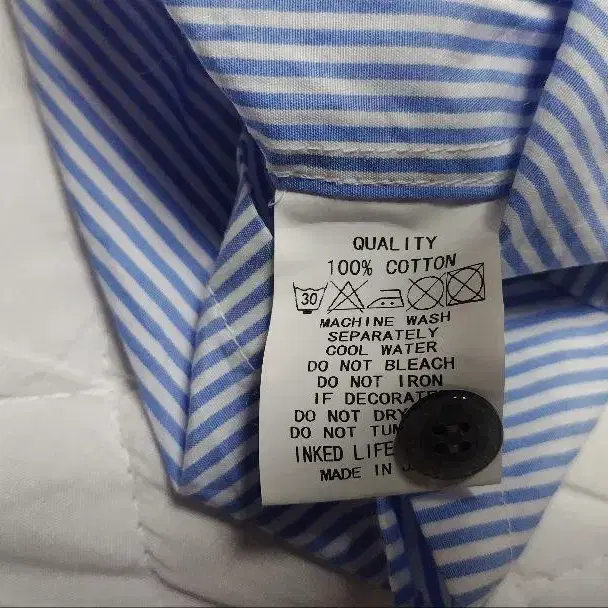 QUALITY
100% COTTON
30
MACHINE WASH
SEPARATELY
COOL WATER
DO NOT BLEACH
DO NOT IRON
IF DECORATE
DO NOT DRY
DO NOT TUM
INKED LIFE
MADE IN